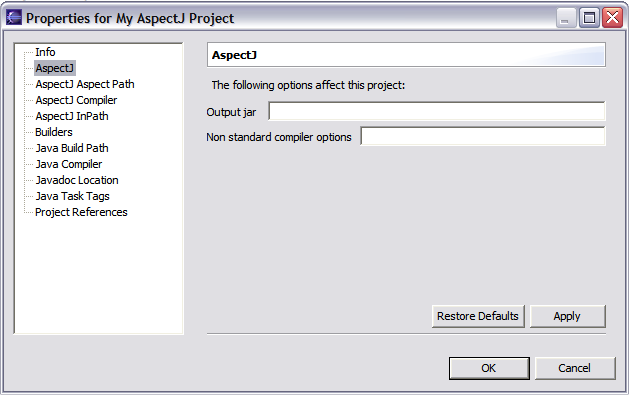 Properties for My AspectJ Project
Info
AspectJ
AspectJ Aspect Path
AspectJ Compiler
AspectJ InPath
Builders
Java Build Path
Java Compiler
Javadoc Location
Java Task Tags
Project References
AspectJ
The following options affect this project:
Output jar
Non standard compiler options
Restore Defaults
Apply
OK
Cancel